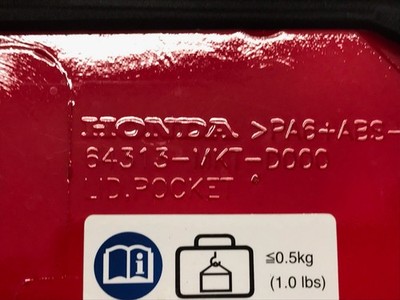 HONDA >PA6+ABS-
64313-VKT-D000
LID.POCKET
≦0.5kg
(1.0 lbs)